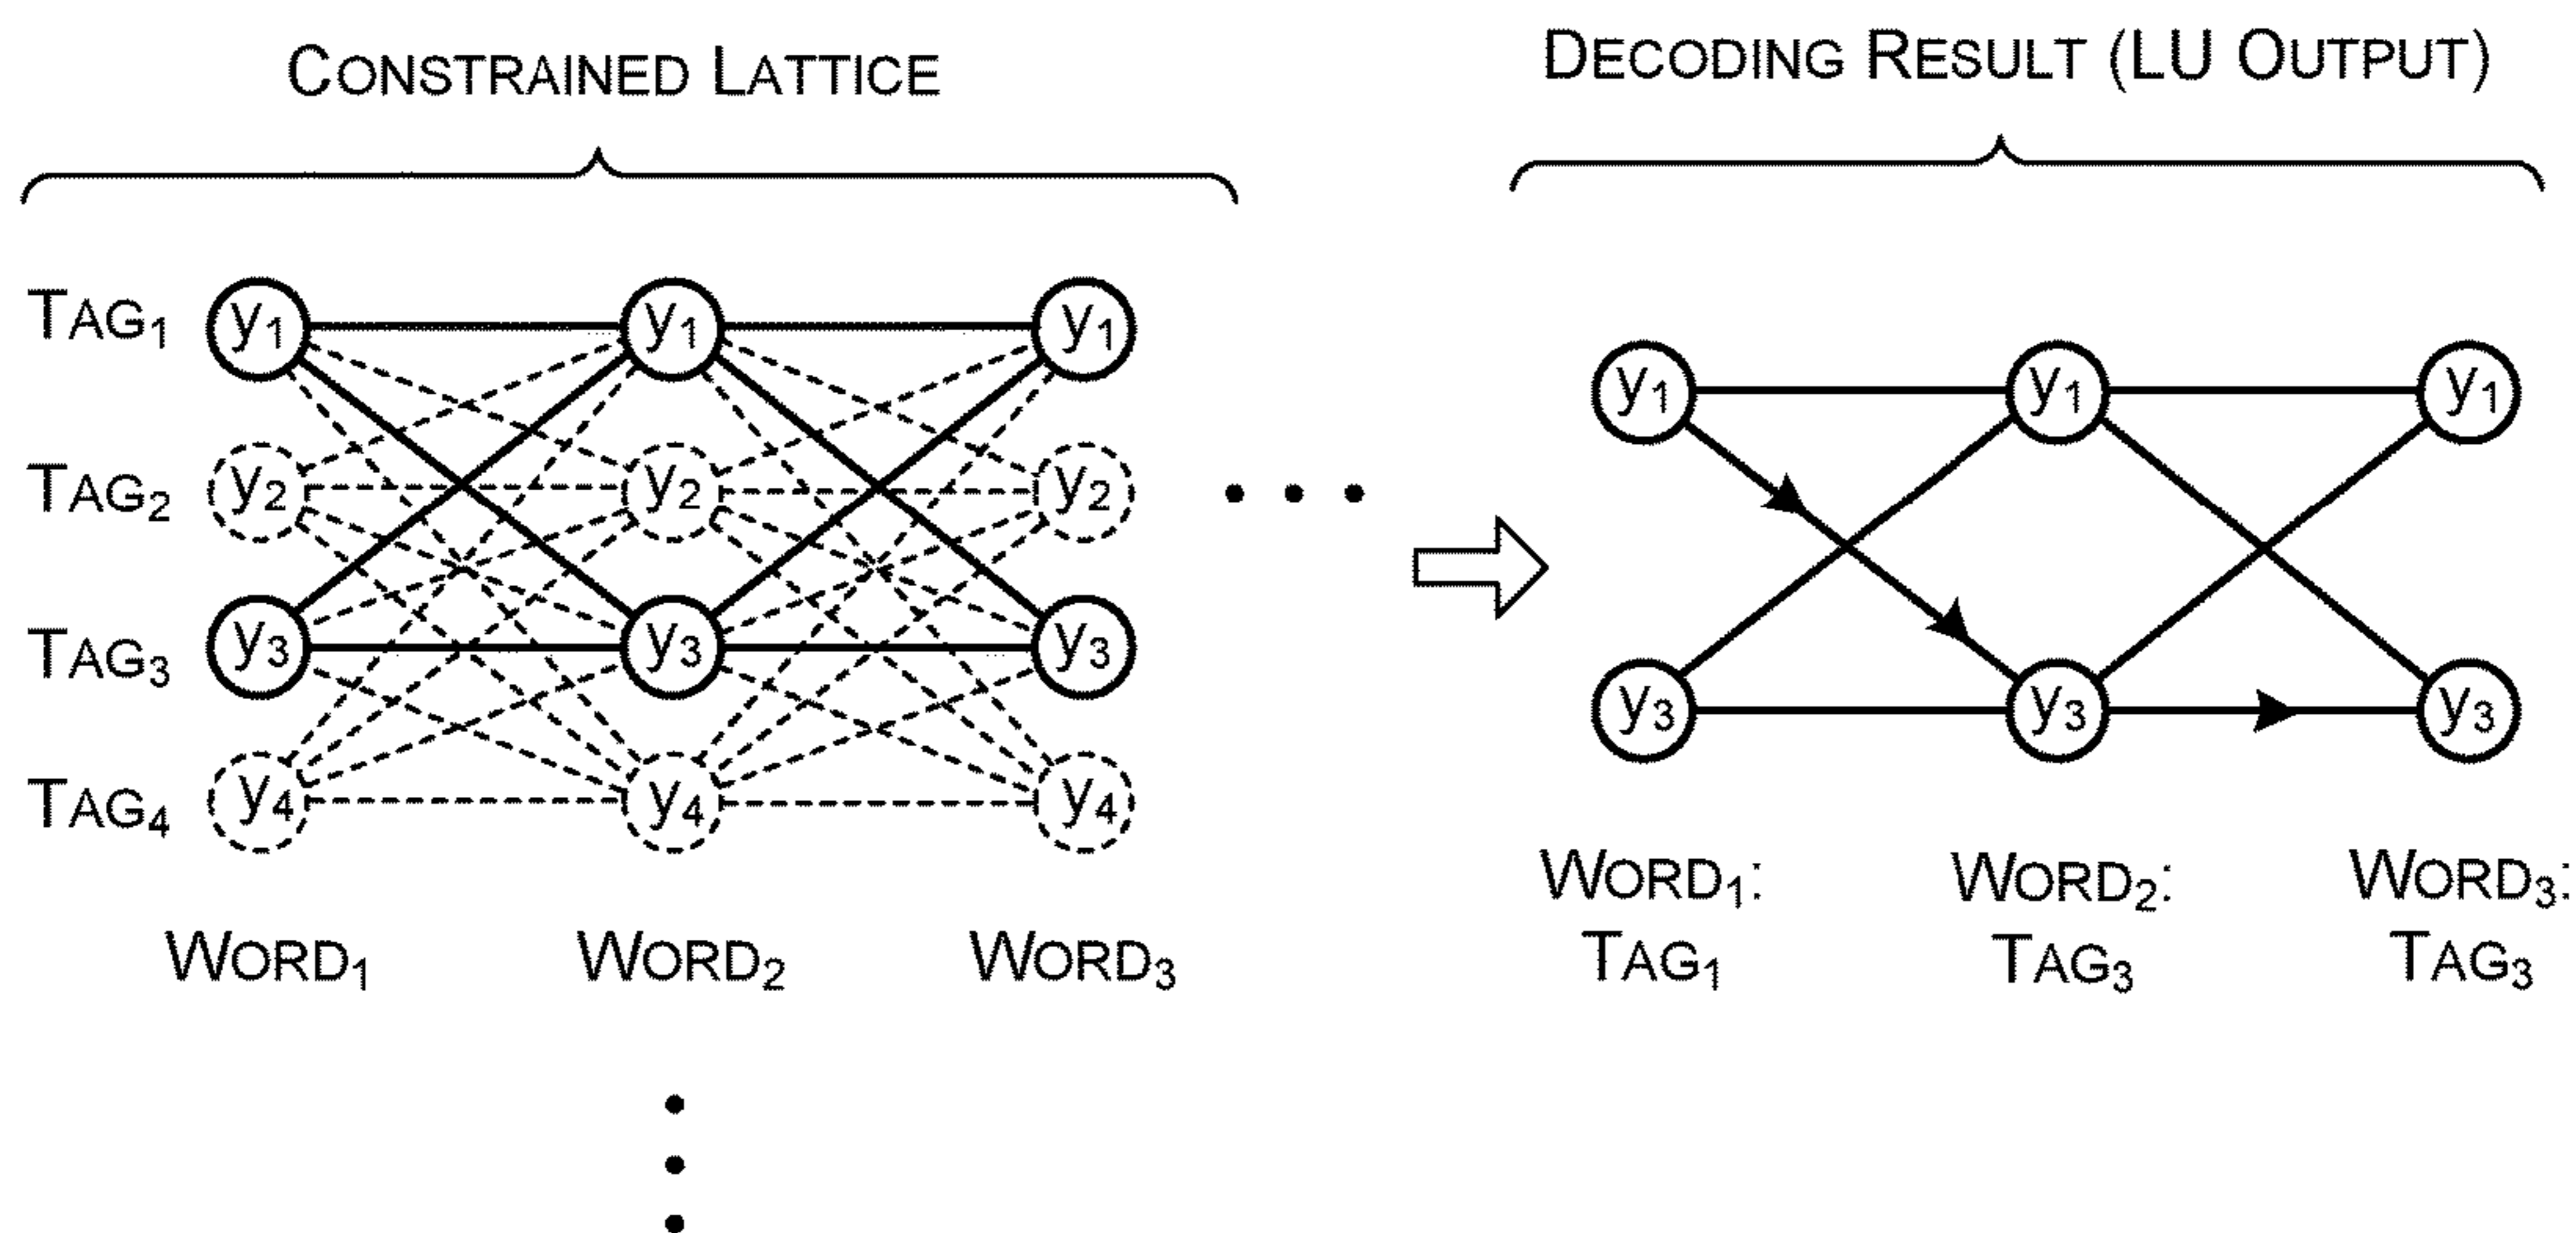 CONSTRAINED LATTICE
DECODING RESULT (LU OUTPUT)
TAG₁ y₁ y₁ y₁
TAG₂ y₂ y₂ y₂
TAG₃ y₃ y₃ y₃
TAG₄ y₄ y₄ y₄
WORD₁ WORD₂ WORD₃
y₁ y₁ y₁
y₃ y₃ y₃
WORD₁: WORD₂: WORD₃:
TAG₁ TAG₃ TAG₃